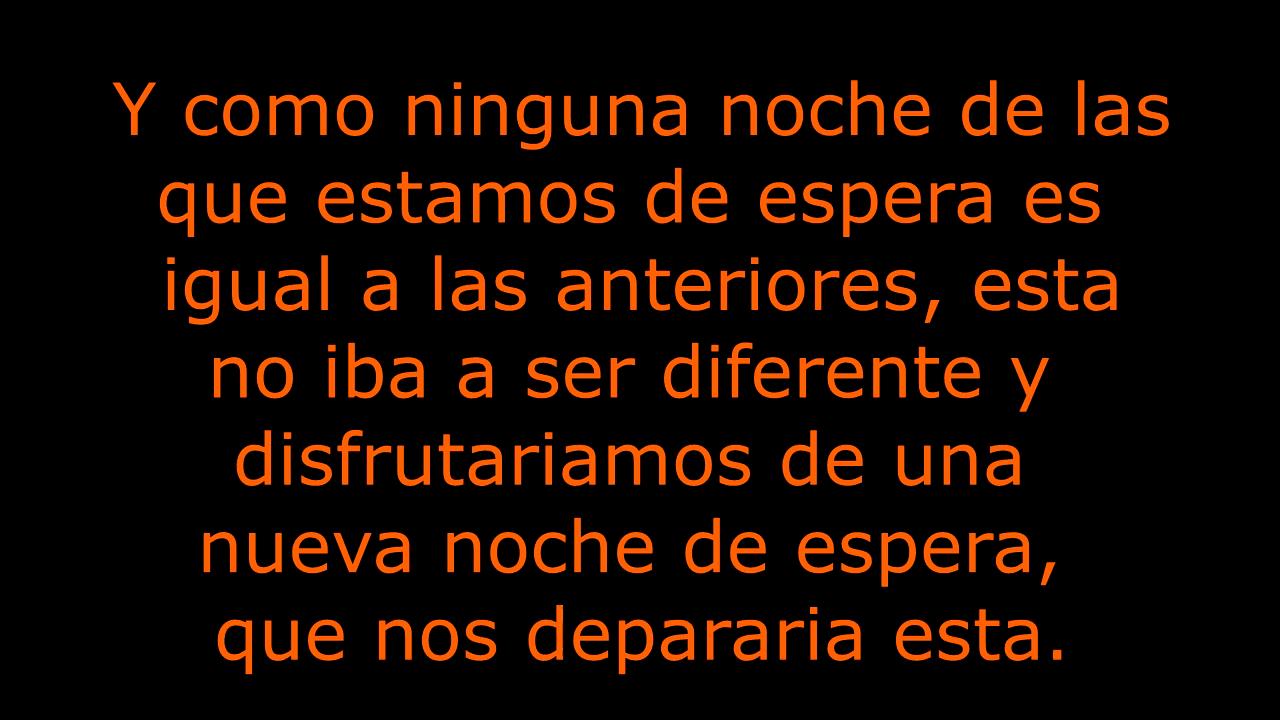 Y como ninguna noche de las
que estamos de espera es
igual a las anteriores, esta
no iba a ser diferente y
disfrutariamos de una
nueva noche de espera,
que nos depararia esta.